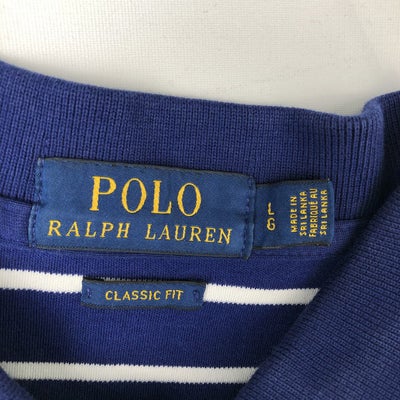 POLO
RALPH LAUREN
L
G
MADE IN
SRI LANKA
FABRIQUÉ AU
SRI LANKA
CLASSIC FIT